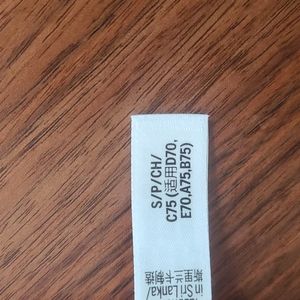 S/P/CH/
C75 (适用D70,
E70,A75,B75)
斯里兰卡制造
in Sri Lanka/